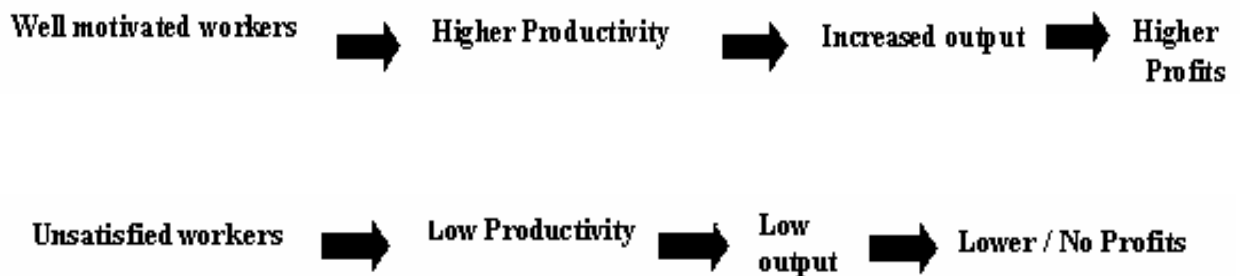 Well motivated workers
Higher Productivity
Increased output
Higher
Profits
Unsatisfied workers
Low Productivity
Low
output
Lower / No Profits